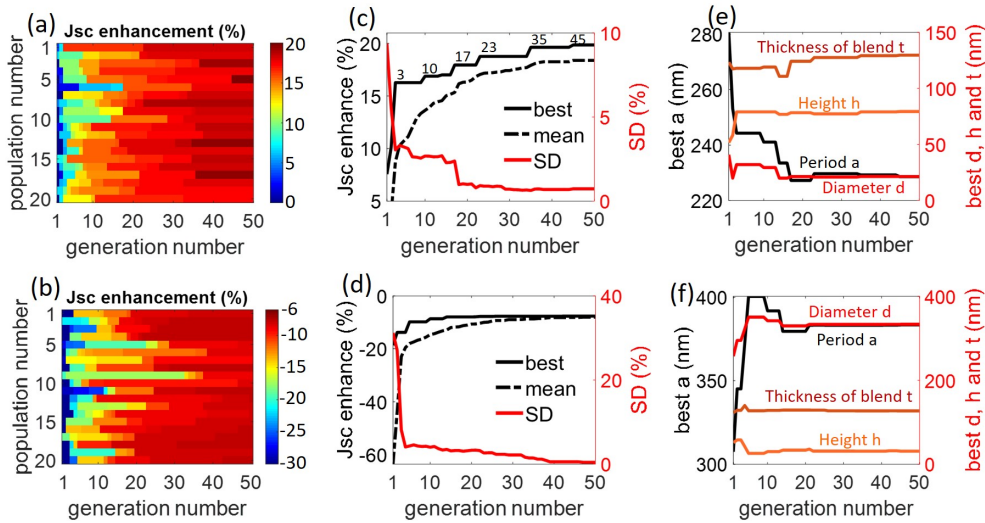 (a)
Jsc enhancement (%)
population number
1
5
10
15
20
1
10
20
30
40
50
generation number
20
15
10
5
0
(c)
Jsc enhance (%)
20
15
10
5
3
10
17
23
35
45
best
mean
SD
1
10
20
30
40
50
generation number
10
5
0
SD (%)
(e)
best a (nm)
280
260
240
220
Thickness of blend t
Height h
Period a
Diameter d
1
10
20
30
40
50
generation number
150
100
50
0
best d, h and t (nm)
(b)
Jsc enhancement (%)
population number
1
5
10
15
20
1
10
20
30
40
50
generation number
-6
-10
-15
-20
-25
-30
(d)
Jsc enhance (%)
0
-20
-40
-60
best
mean
SD
1
10
20
30
40
50
generation number
40
20
0
SD (%)
(f)
best a (nm)
400
350
300
Diameter d
Period a
Thickness of blend t
Height h
1
10
20
30
40
50
generation number
400
300
200
100
0
best d, h and t (nm)